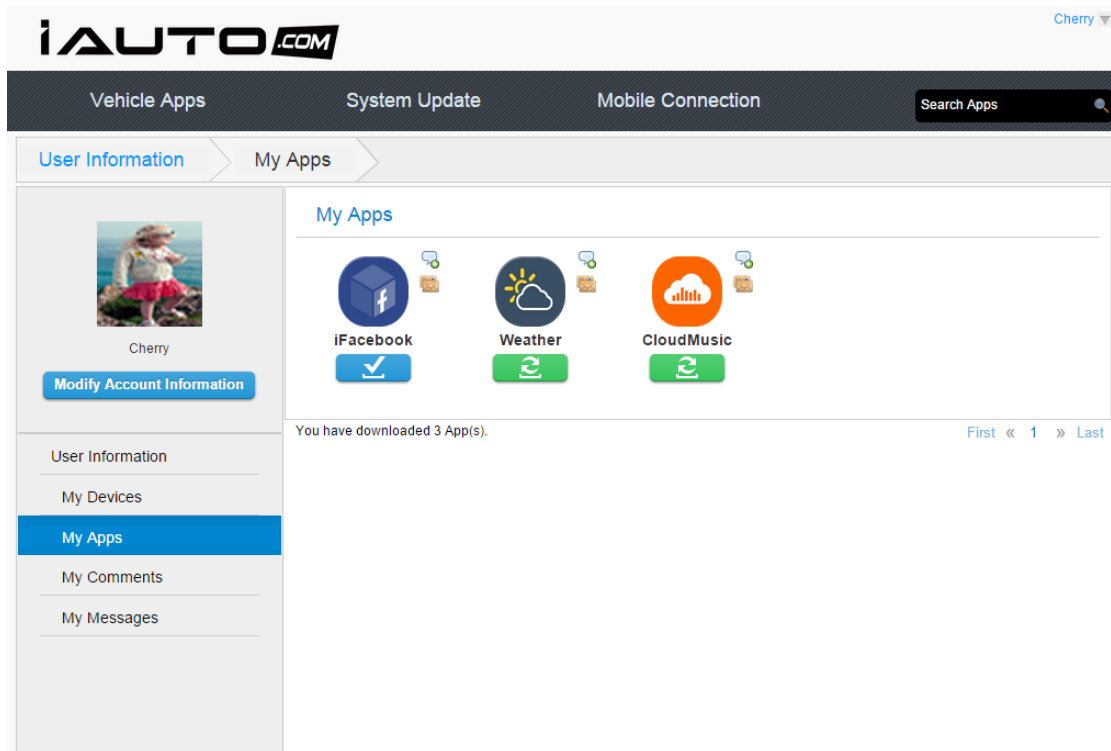 Cherry
iAUTO.COM
Vehicle Apps System Update Mobile Connection Search Apps
User Information My Apps
My Apps
iFacebook Weather CloudMusic
Cherry
Modify Account Information
You have downloaded 3 App(s).
First « 1 » Last
User Information
My Devices
My Apps
My Comments
My Messages